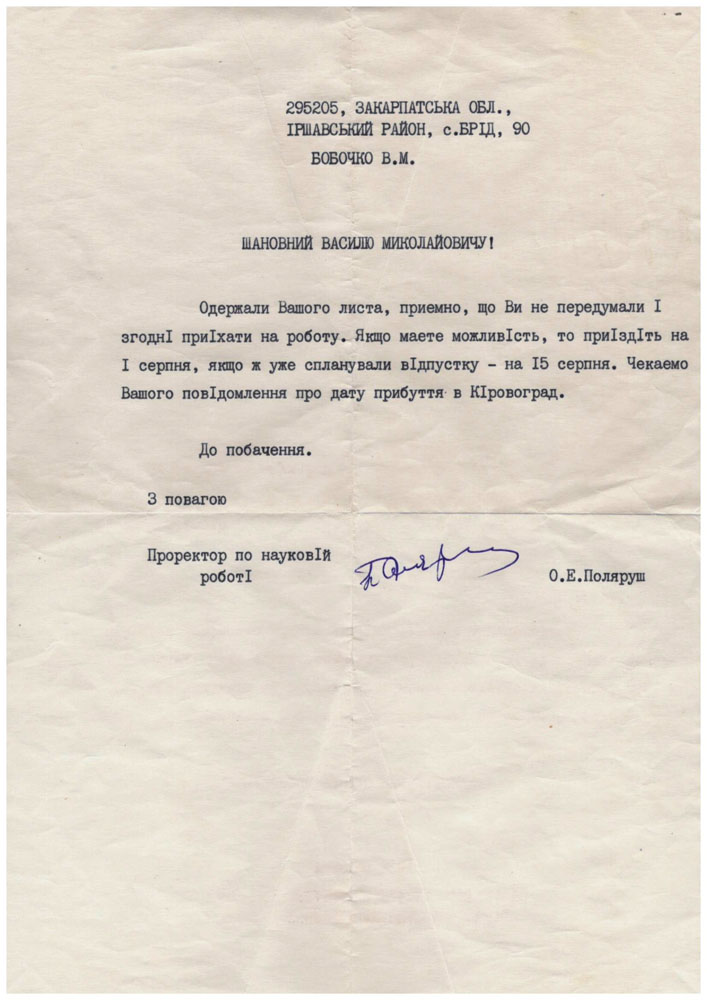 295205, ЗАКАРПАТСЬКА ОБЛ.,
ІРШАВСЬКИЙ РАЙОН, с.БРІД, 90
БОБОЧКО В.М.
ШАНОВНИЙ ВАСИЛЮ МИКОЛАЙОВИЧУ!
Одержали Вашого листа, приемно, що Ви не передумали І
згоднІ приІхати на роботу. Якщо маете можливІсть, то приІздІть на
І серпня, якщо ж уже спланували вІдпустку - на І5 серпня. Чекаемо
Вашого повІдомлення про дату прибуття в КІровоград.
До побачення.
З повагою
Проректор по науковІй
роботІ
О.Е.Поляруш